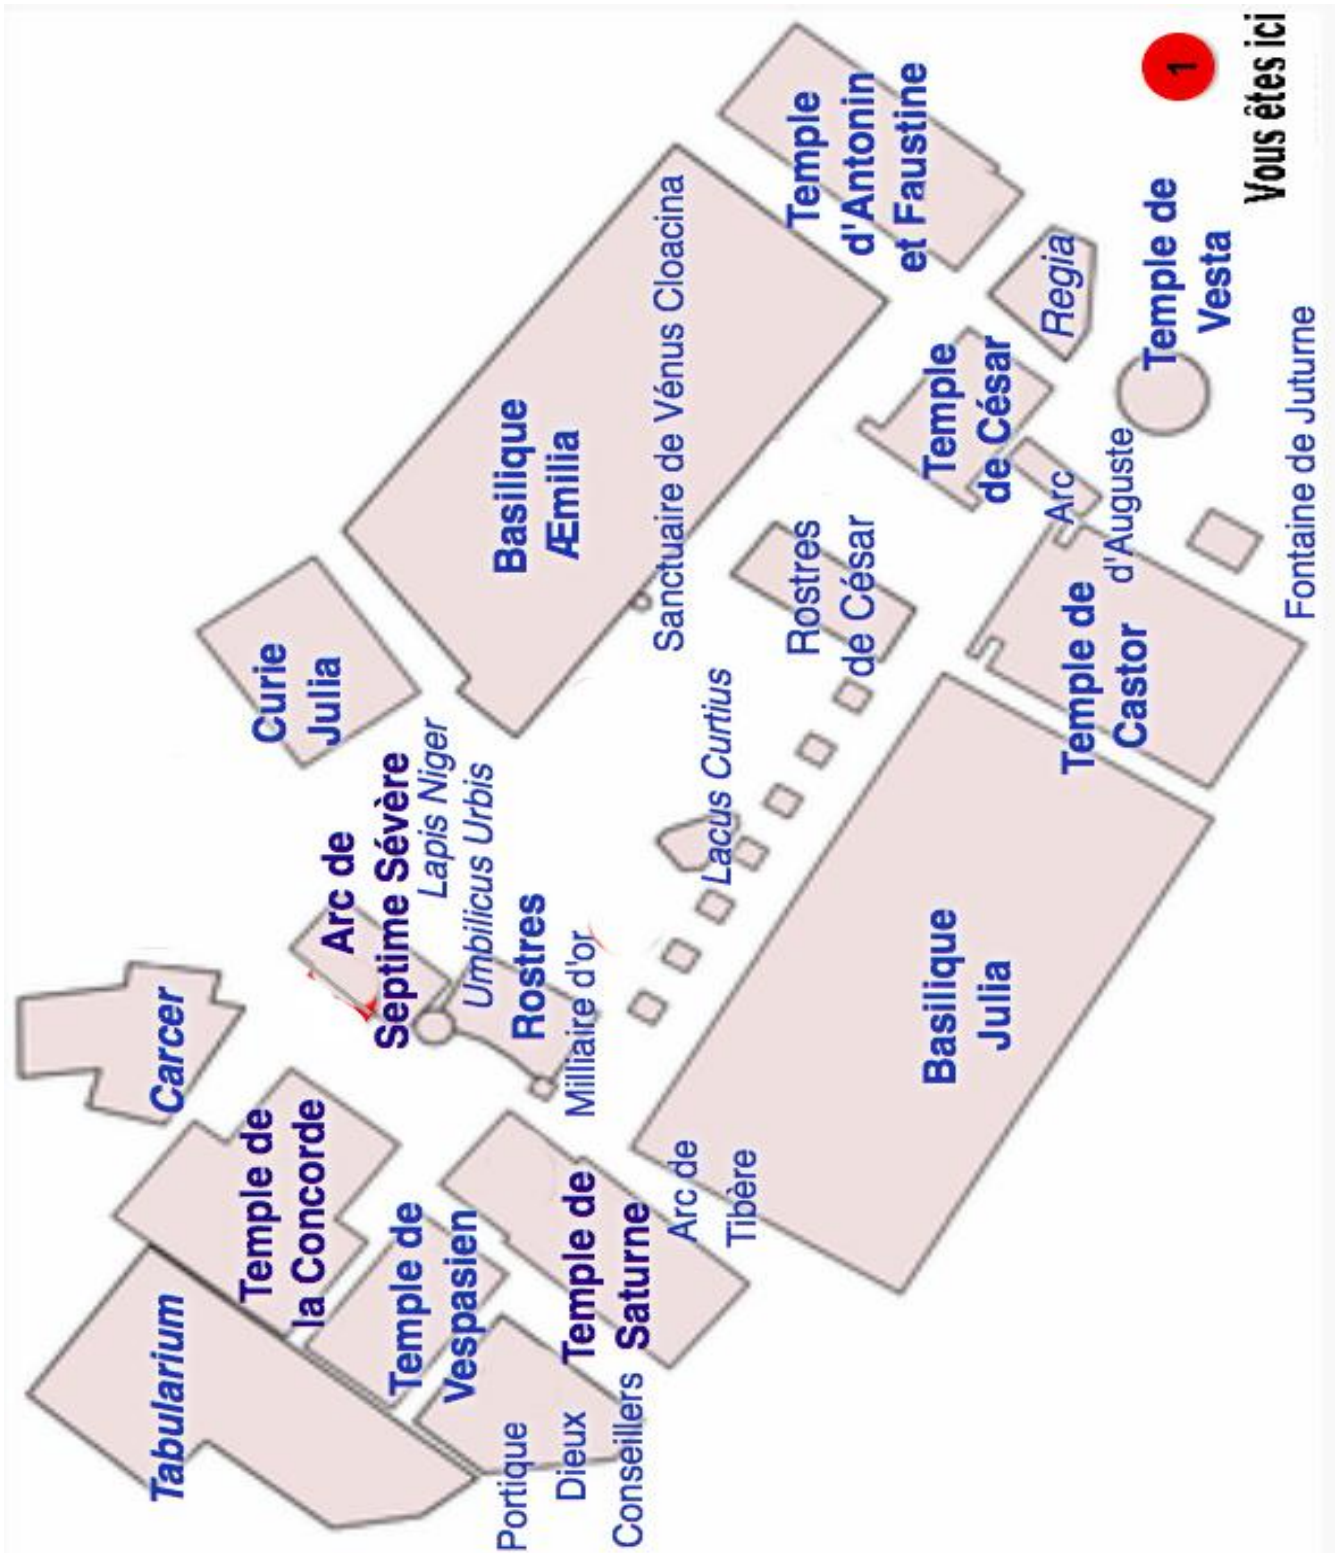 Tabularium
Carcer
Temple de
la Concorde
Temple de
Vespasien
Portique
Dieux
Conseillers
Temple de
Saturne
Arc de
Tibère
Arc de
Septime Sévère
Lapis Niger
Umbilicus Urbis
Rostres
Milliaire d'or
Curie
Julia
Basilique
Æmilia
Sanctuaire de Vénus Cloacina
Lacus Curtius
Basilique
Julia
Rostres
de César
Temple
de César
Arc
d'Auguste
Temple de
Castor
Fontaine de Juturne
Temple
d'Antonin
et Faustine
Regia
Temple de
Vesta
1
Vous êtes ici